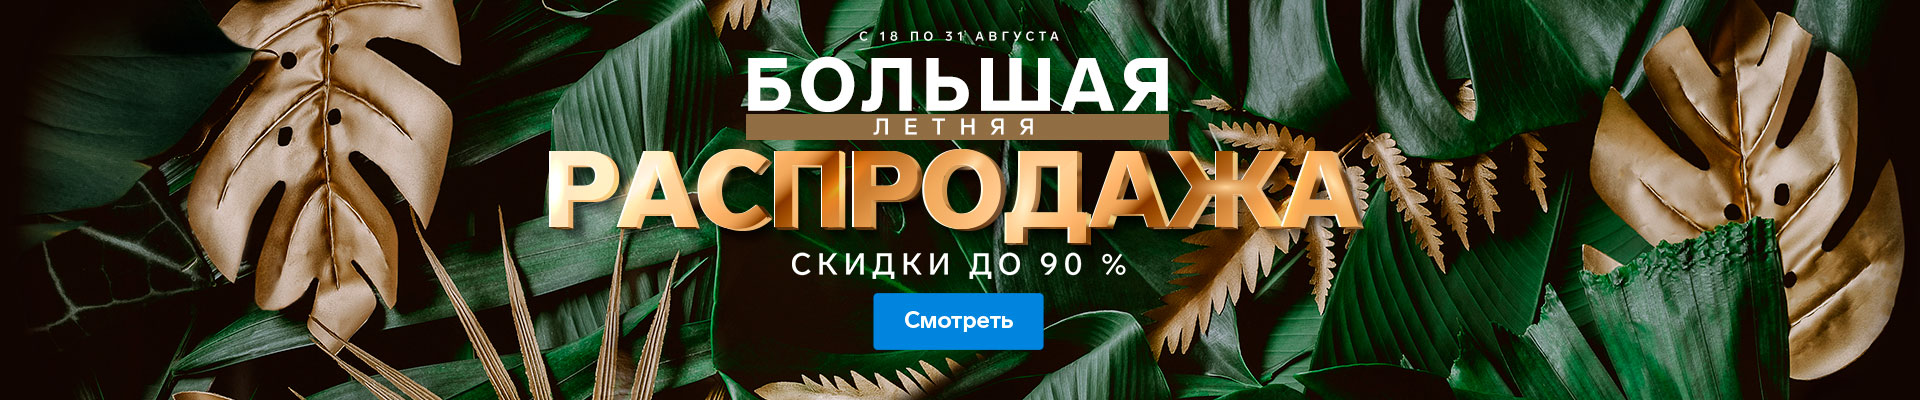 С 18 ПО 31 АВГУСТА
БОЛЬШАЯ
ЛЕТНЯЯ
РАСПРОДАЖА
СКИДКИ ДО 90 %
Смотреть